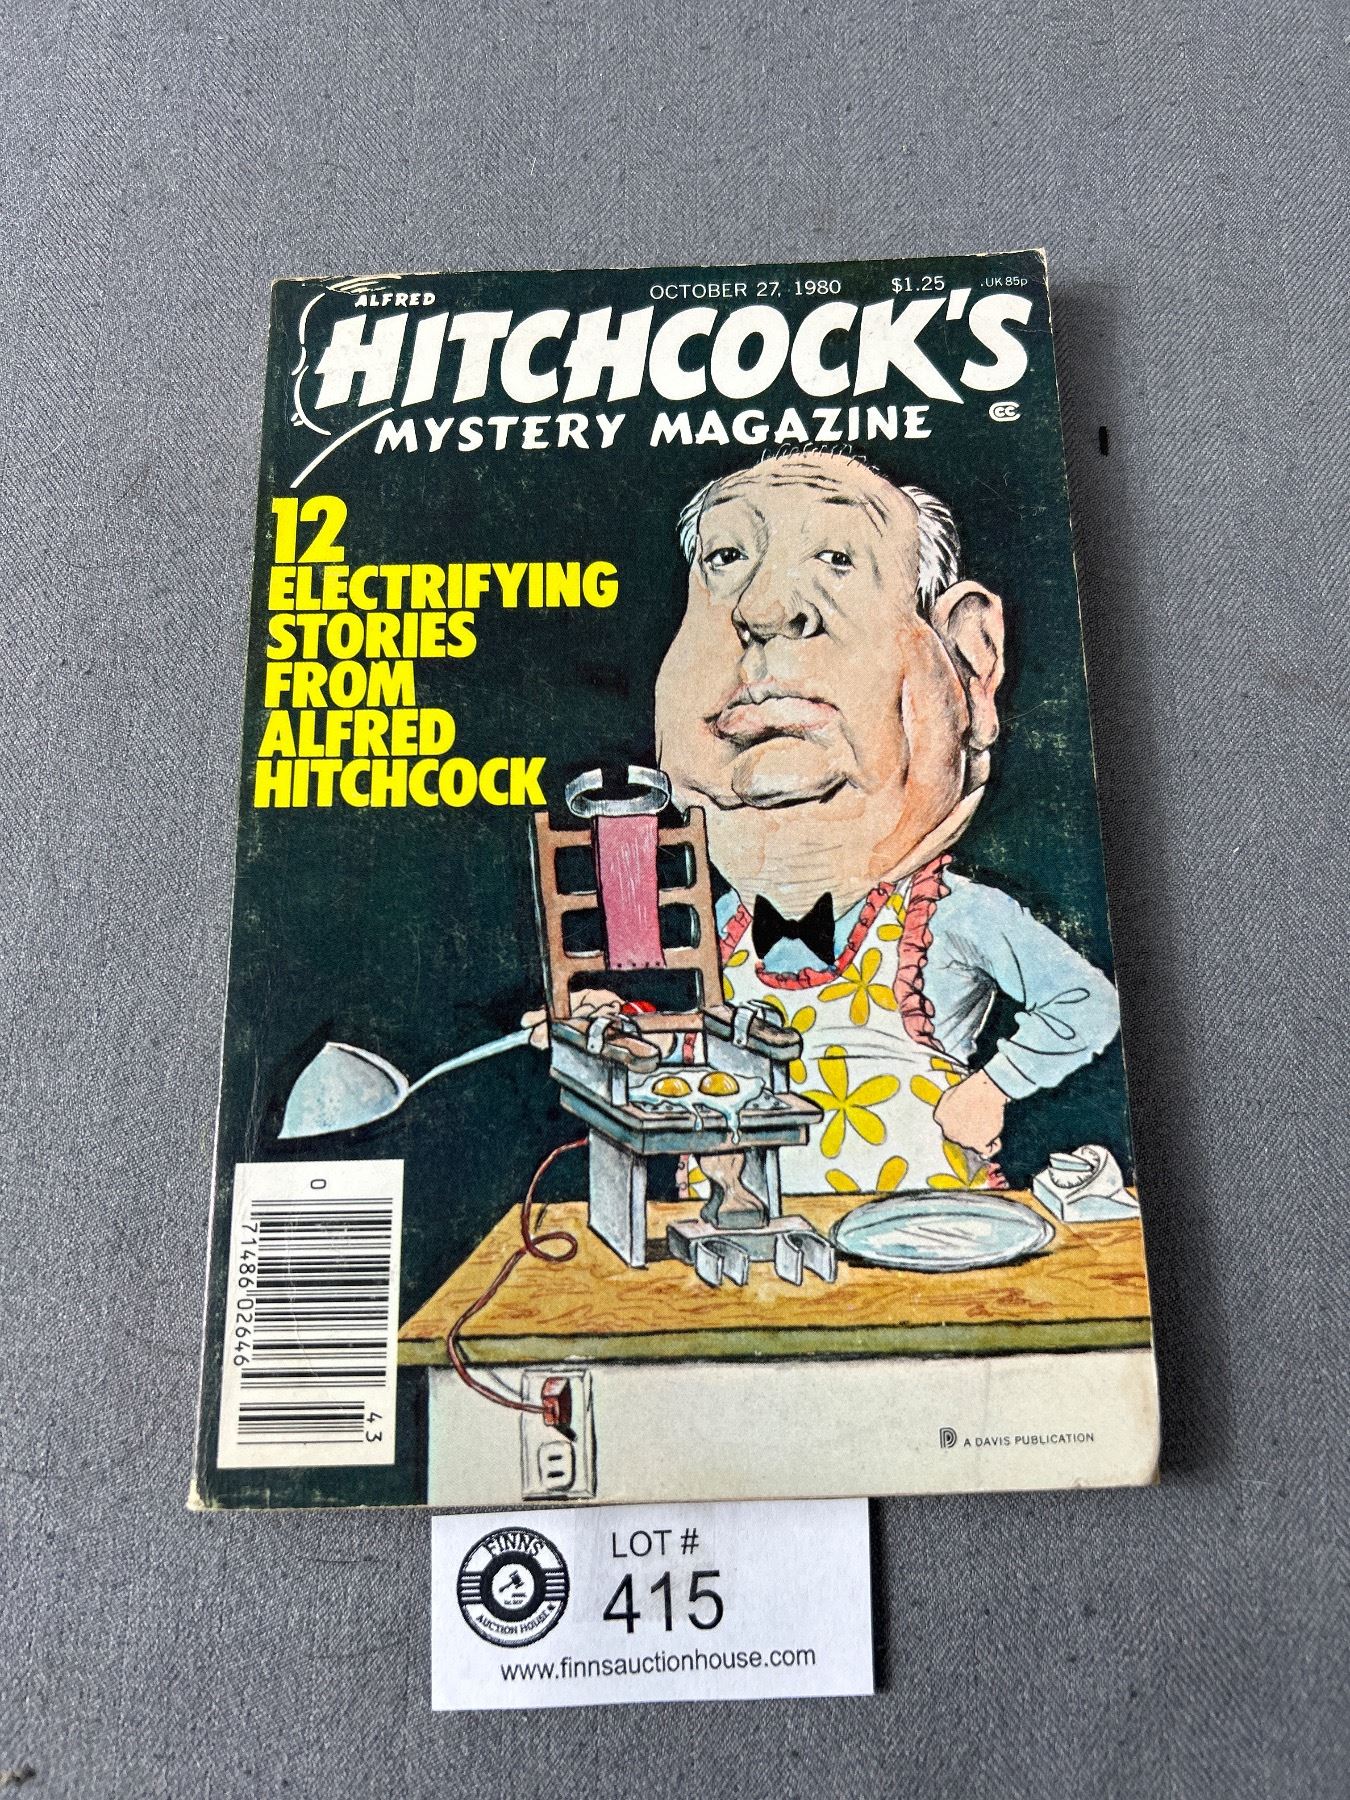 OCTOBER 27, 1980 $1.25 .UK 85p
ALFRED
HITCHCOCK'S
MYSTERY MAGAZINE
CC
12
ELECTRIFYING
STORIES
FROM
ALFRED
HITCHCOCK
0
71486 02646
43
A DAVIS PUBLICATION
FINNS
AUCTION HOUSE
LOT #
415
www.finnsauctionhouse.com